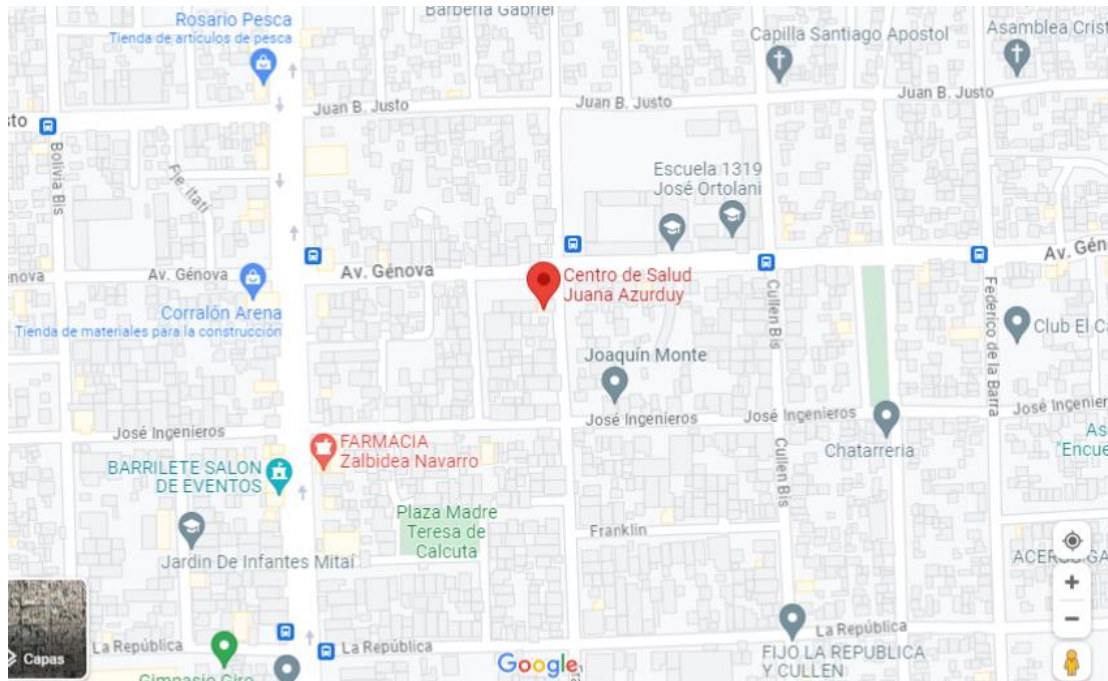 Barbería Gabriel
Rosario Pesca
Tienda de artículos de pesca
Capilla Santiago Apostol
Asamblea Crist
Juan B. Justo
Juan B. Justo
Juan B. Justo
sto
Bolivia Bis
Pje. Itatí
Escuela 1319
José Ortolani
Av. Génova
Av. Génova
Av. Gén
enova
Centro de Salud
Juana Azurduy
Corralón Arena
Tienda de materiales para la construcción
Cullen Bis
Federico de la Barra
Club El Ca
Joaquín Monte
José Ingenieros
José Ingenieros
José Ingenier
José Ingenieros
Chatarreria
As
"Encue
FARMACIA
Zalbidea Navarro
BARRILETE SALON
DE EVENTOS
Cullen Bis
Plaza Madre
Teresa de
Calcuta
Franklin
Jardin De Infantes Mitaí
Capas
La República
La República
La República
Gimnasio Giro
Google
FIJO LA REPUBLICA
Y CULLEN